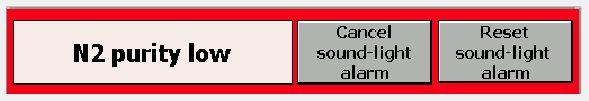 N2 purity low
Cancel
sound-light
alarm
Reset
sound-light
alarm